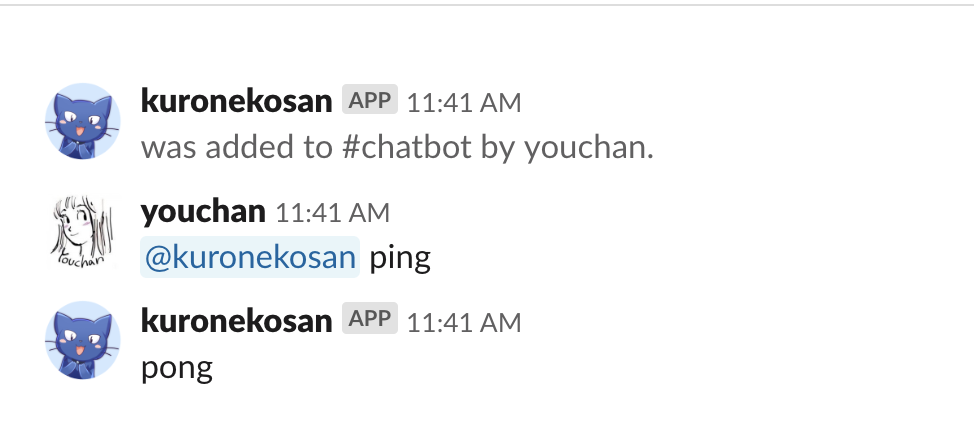 kuronekosan APP 11:41 AM
was added to #chatbot by youchan.
youchan 11:41 AM
@kuronekosan ping
youchan
kuronekosan APP 11:41 AM
pong